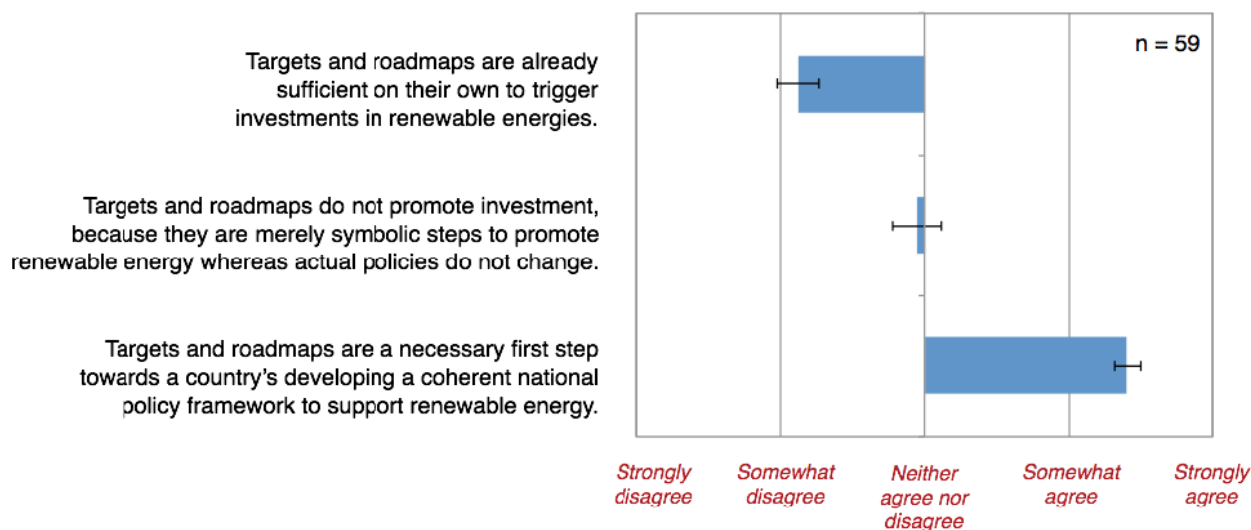 n = 59
Targets and roadmaps are already
sufficient on their own to trigger
investments in renewable energies.
Targets and roadmaps do not promote investment,
because they are merely symbolic steps to promote
renewable energy whereas actual policies do not change.
Targets and roadmaps are a necessary first step
towards a country's developing a coherent national
policy framework to support renewable energy.
Strongly
disagree
Somewhat
disagree
Neither
agree nor
disagree
Somewhat
agree
Strongly
agree